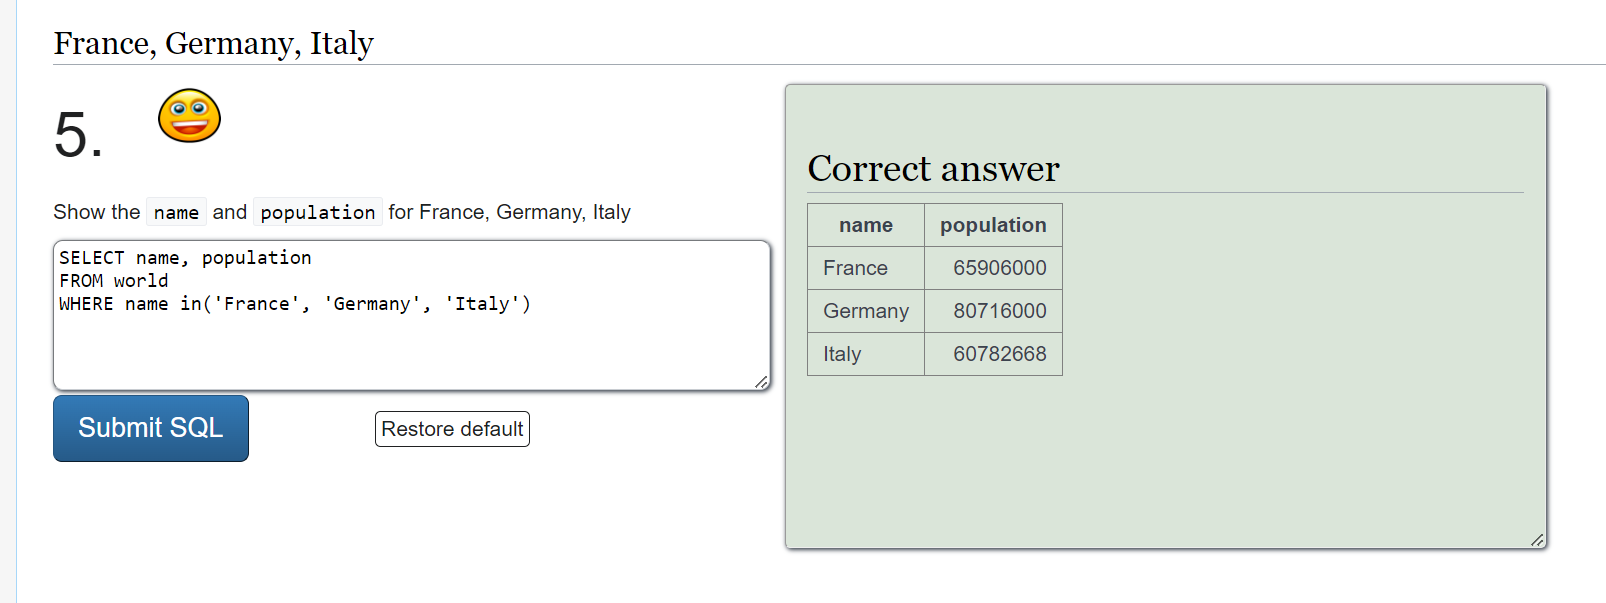 France, Germany, Italy
5.
Show the name and population for France, Germany, Italy
SELECT name, population
FROM world
WHERE name in('France', 'Germany', 'Italy')
Submit SQL
Restore default
Correct answer
name population
France 65906000
Germany 80716000
Italy 60782668